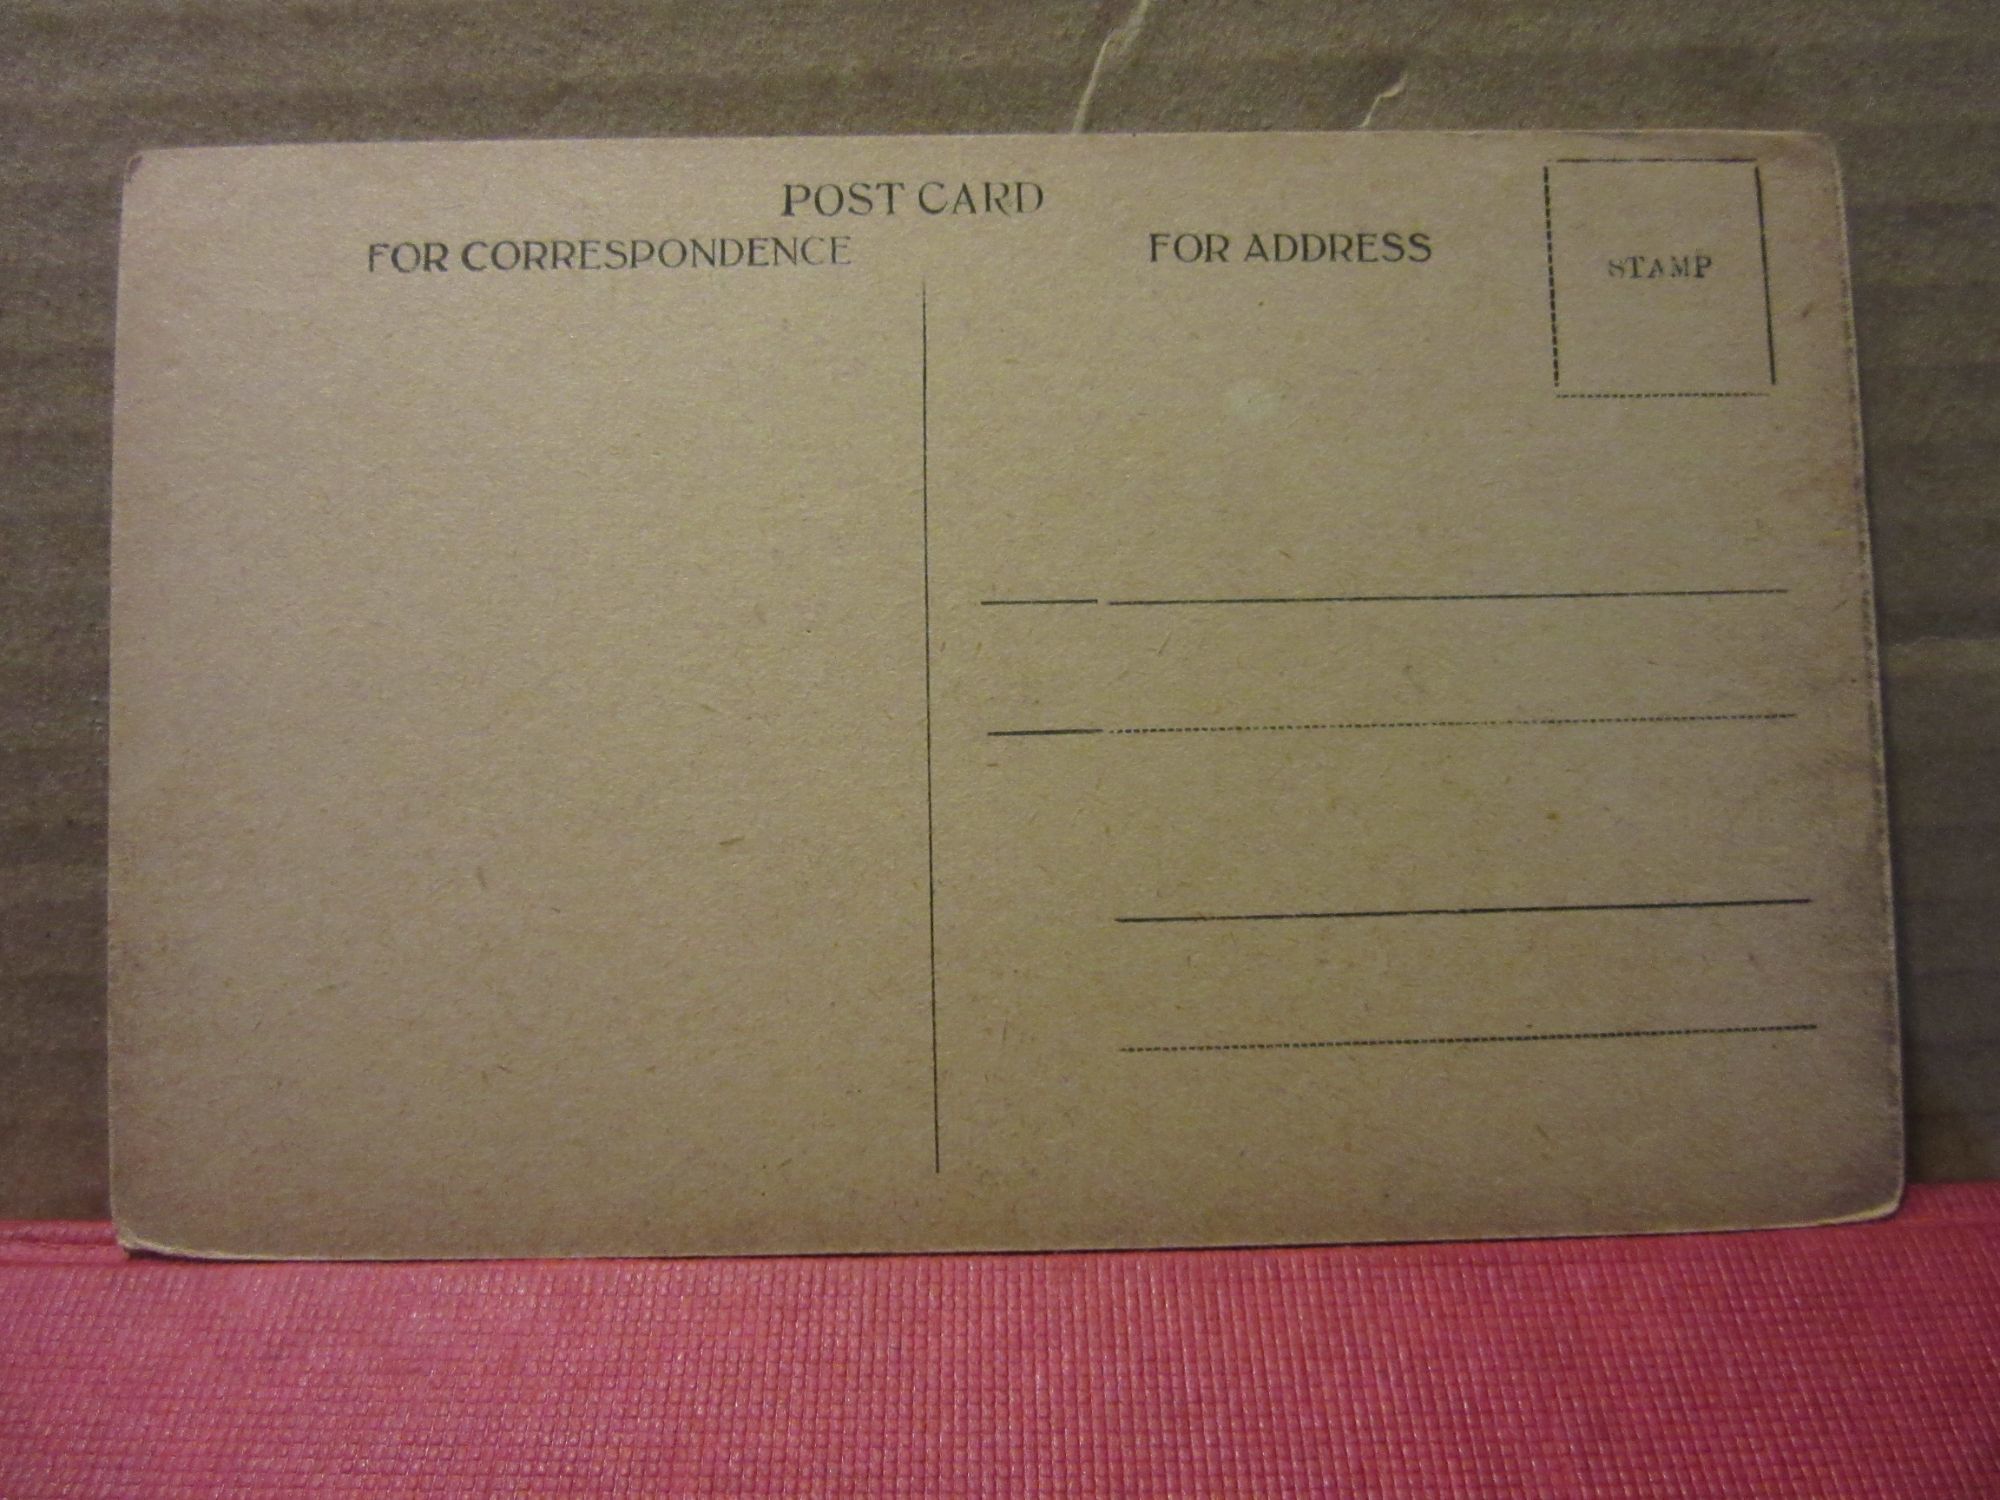 POST CARD
FOR CORRESPONDENCE
FOR ADDRESS
STAMP